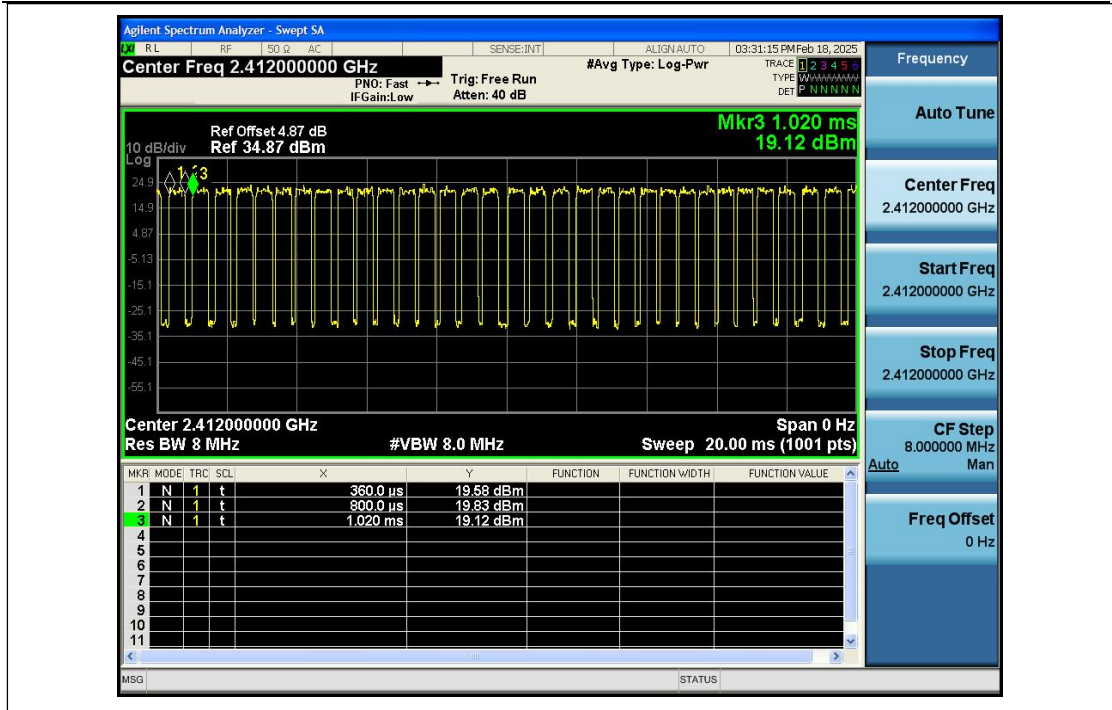 Agilent Spectrum Analyzer - Swept SA
LXI RL RF 50 Ω AC SENSE:INT ALIGN AUTO 03:31:15 PM Feb 18, 2025
Center Freq 2.412000000 GHz
#Avg Type: Log-Pwr
TRACE 1 2 3 4 5 6
PNO: Fast Trig: Free Run
TYPE WWWWWW
IFGain:Low Atten: 40 dB
DET P N N N N N
Mkr3 1.020 ms
Ref Offset 4.87 dB
19.12 dBm
10 dB/div Ref 34.87 dBm
Log
1 3
24.9
14.9
4.87
-5.13
-15.1
-25.1
-35.1
-45.1
-55.1
Center 2.412000000 GHz Span 0 Hz
Res BW 8 MHz #VBW 8.0 MHz Sweep 20.00 ms (1001 pts)
MKR MODE TRC SCL X Y FUNCTION FUNCTION WIDTH FUNCTION VALUE
1 N 1 t 360.0 µs 19.58 dBm
2 N 1 t 800.0 µs 19.83 dBm
3 N 1 t 1.020 ms 19.12 dBm
4
5
6
7
8
9
10
11
MSG STATUS
Frequency
Auto Tune
Center Freq
2.412000000 GHz
Start Freq
2.412000000 GHz
Stop Freq
2.412000000 GHz
CF Step
8.000000 MHz
Auto Man
Freq Offset
0 Hz